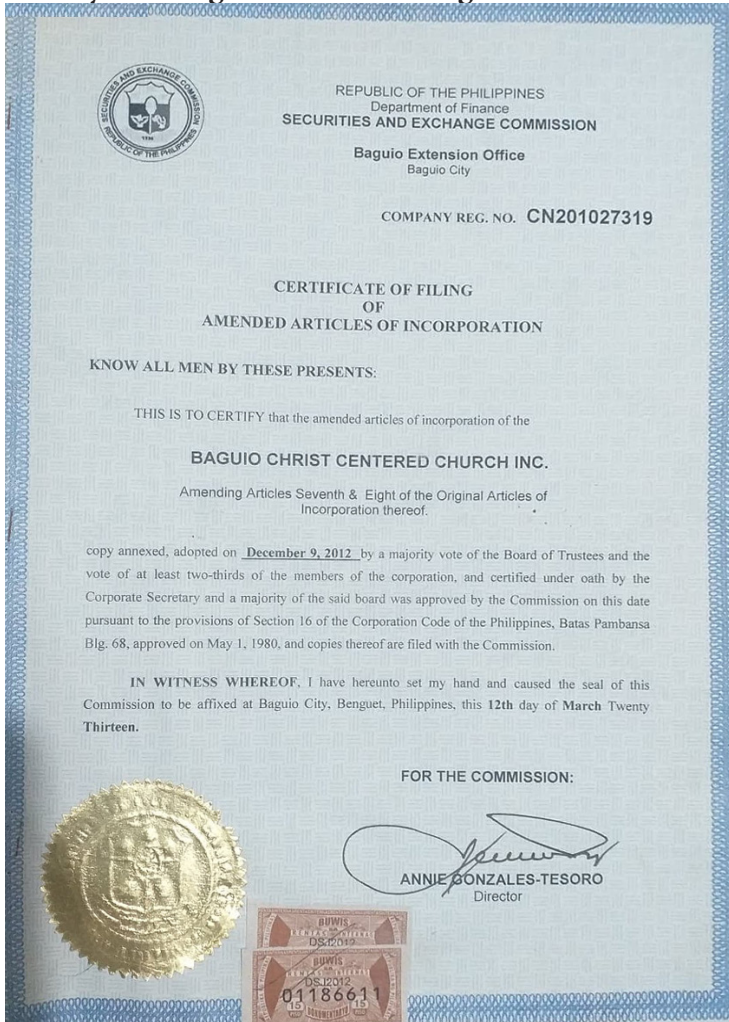 SECURITIES AND EXCHANGE COMMISSION
REPUBLIC OF THE PHILIPPINES
REPUBLIC OF THE PHILIPPINES
Department of Finance
SECURITIES AND EXCHANGE COMMISSION
Baguio Extension Office
Baguio City
COMPANY REG. NO. CN201027319
CERTIFICATE OF FILING
OF
AMENDED ARTICLES OF INCORPORATION
KNOW ALL MEN BY THESE PRESENTS:
THIS IS TO CERTIFY that the amended articles of incorporation of the
BAGUIO CHRIST CENTERED CHURCH INC.
Amending Articles Seventh & Eight of the Original Articles of
Incorporation thereof.
copy annexed, adopted on December 9, 2012 by a majority vote of the Board of Trustees and the
vote of at least two-thirds of the members of the corporation, and certified under oath by the
Corporate Secretary and a majority of the said board was approved by the Commission on this date
pursuant to the provisions of Section 16 of the Corporation Code of the Philippines, Batas Pambansa
Blg. 68, approved on May 1, 1980, and copies thereof are filed with the Commission.
IN WITNESS WHEREOF, I have hereunto set my hand and caused the seal of this
Commission to be affixed at Baguio City, Benguet, Philippines, this 12th day of March Twenty
Thirteen.
FOR THE COMMISSION:
ANNIE GONZALES-TESORO
Director
BUWIS
DSJ2012
BUWIS
DSJ2012
01186611
15 15